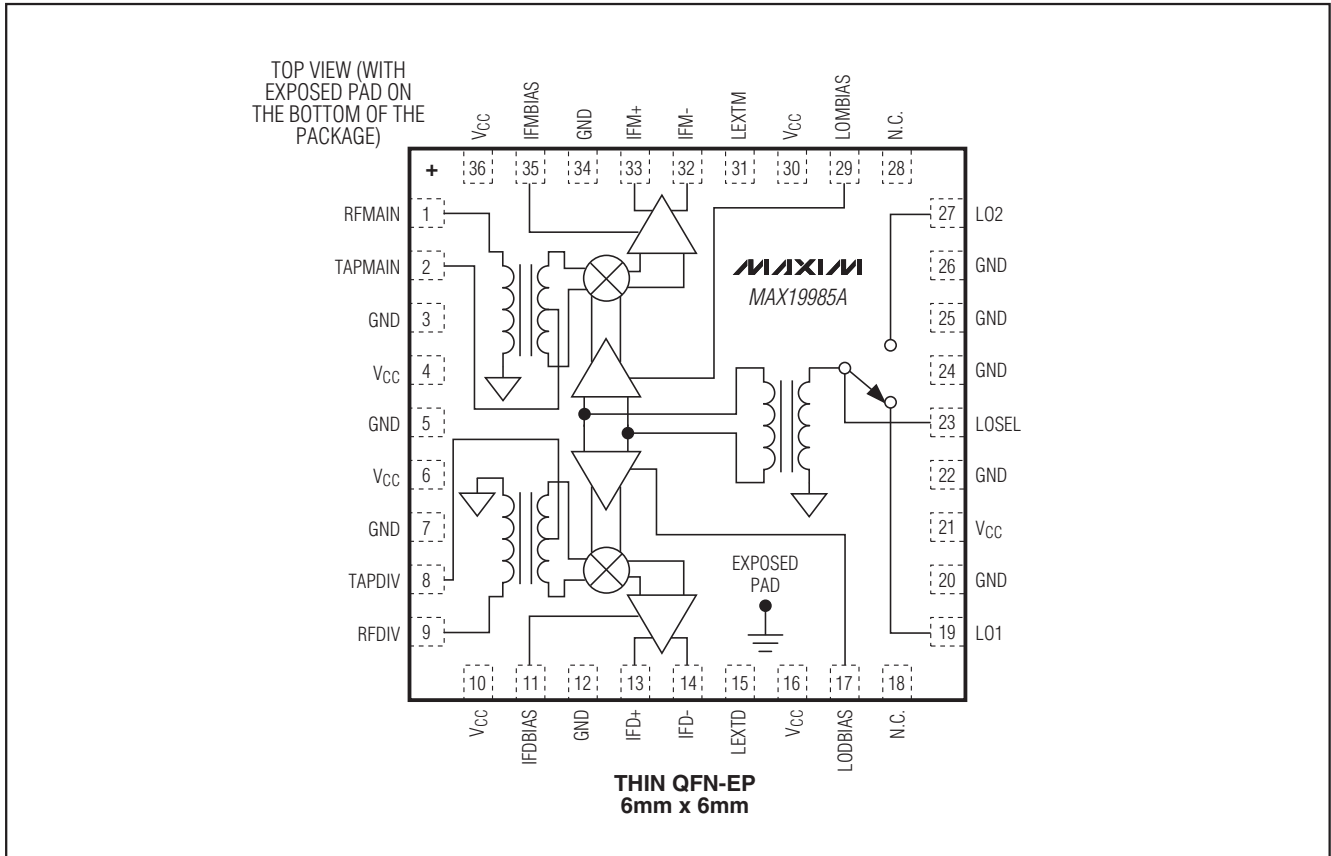 TOP VIEW (WITH
EXPOSED PAD ON
THE BOTTOM OF THE
PACKAGE)
VCC
IFMBIAS
GND
IFM+
IFM-
LEXTM
VCC
LOMBIAS
N.C.
+
36
35
34
33
32
31
30
29
28
RFMAIN 1
TAPMAIN 2
GND 3
VCC 4
GND 5
VCC 6
GND 7
TAPDIV 8
RFDIV 9
MAXIM
MAX19985A
EXPOSED
PAD
27 LO2
26 GND
25 GND
24 GND
23 LOSEL
22 GND
21 VCC
20 GND
19 LO1
10
11
12
13
14
15
16
17
18
VCC
IFDBIAS
GND
IFD+
IFD-
LEXTD
VCC
LODBIAS
N.C.
THIN QFN-EP
6mm x 6mm